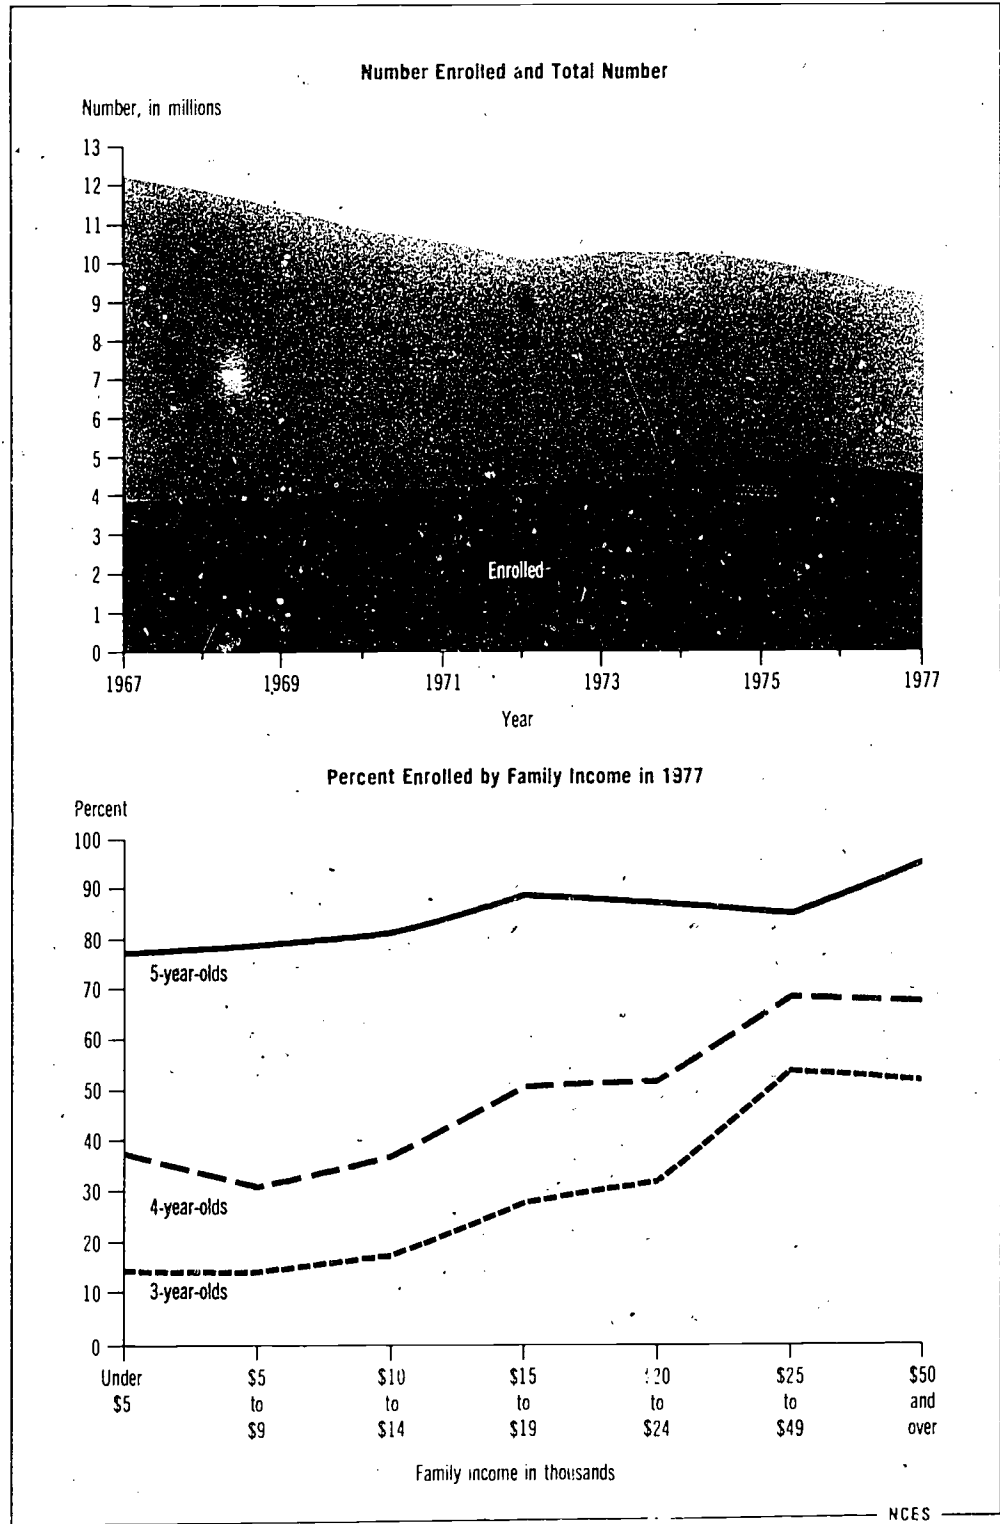 Number Enrolled and Total Number
Number, in millions
13
12
11
10
9
8
7
6
5
4
3
2
1
0
Enrolled
1967 1969 1971 1973 1975 1977
Year
Percent Enrolled by Family Income in 1977
Percent
100
90
80
5-year-olds
70
60
50
40
30
4-year-olds
20
3-year-olds
10
0
Under $5 $10 $15 $25 $50
$5 to to to to to and
$9 $14 $19 $24 $49 over
Family income in thousands
NCES